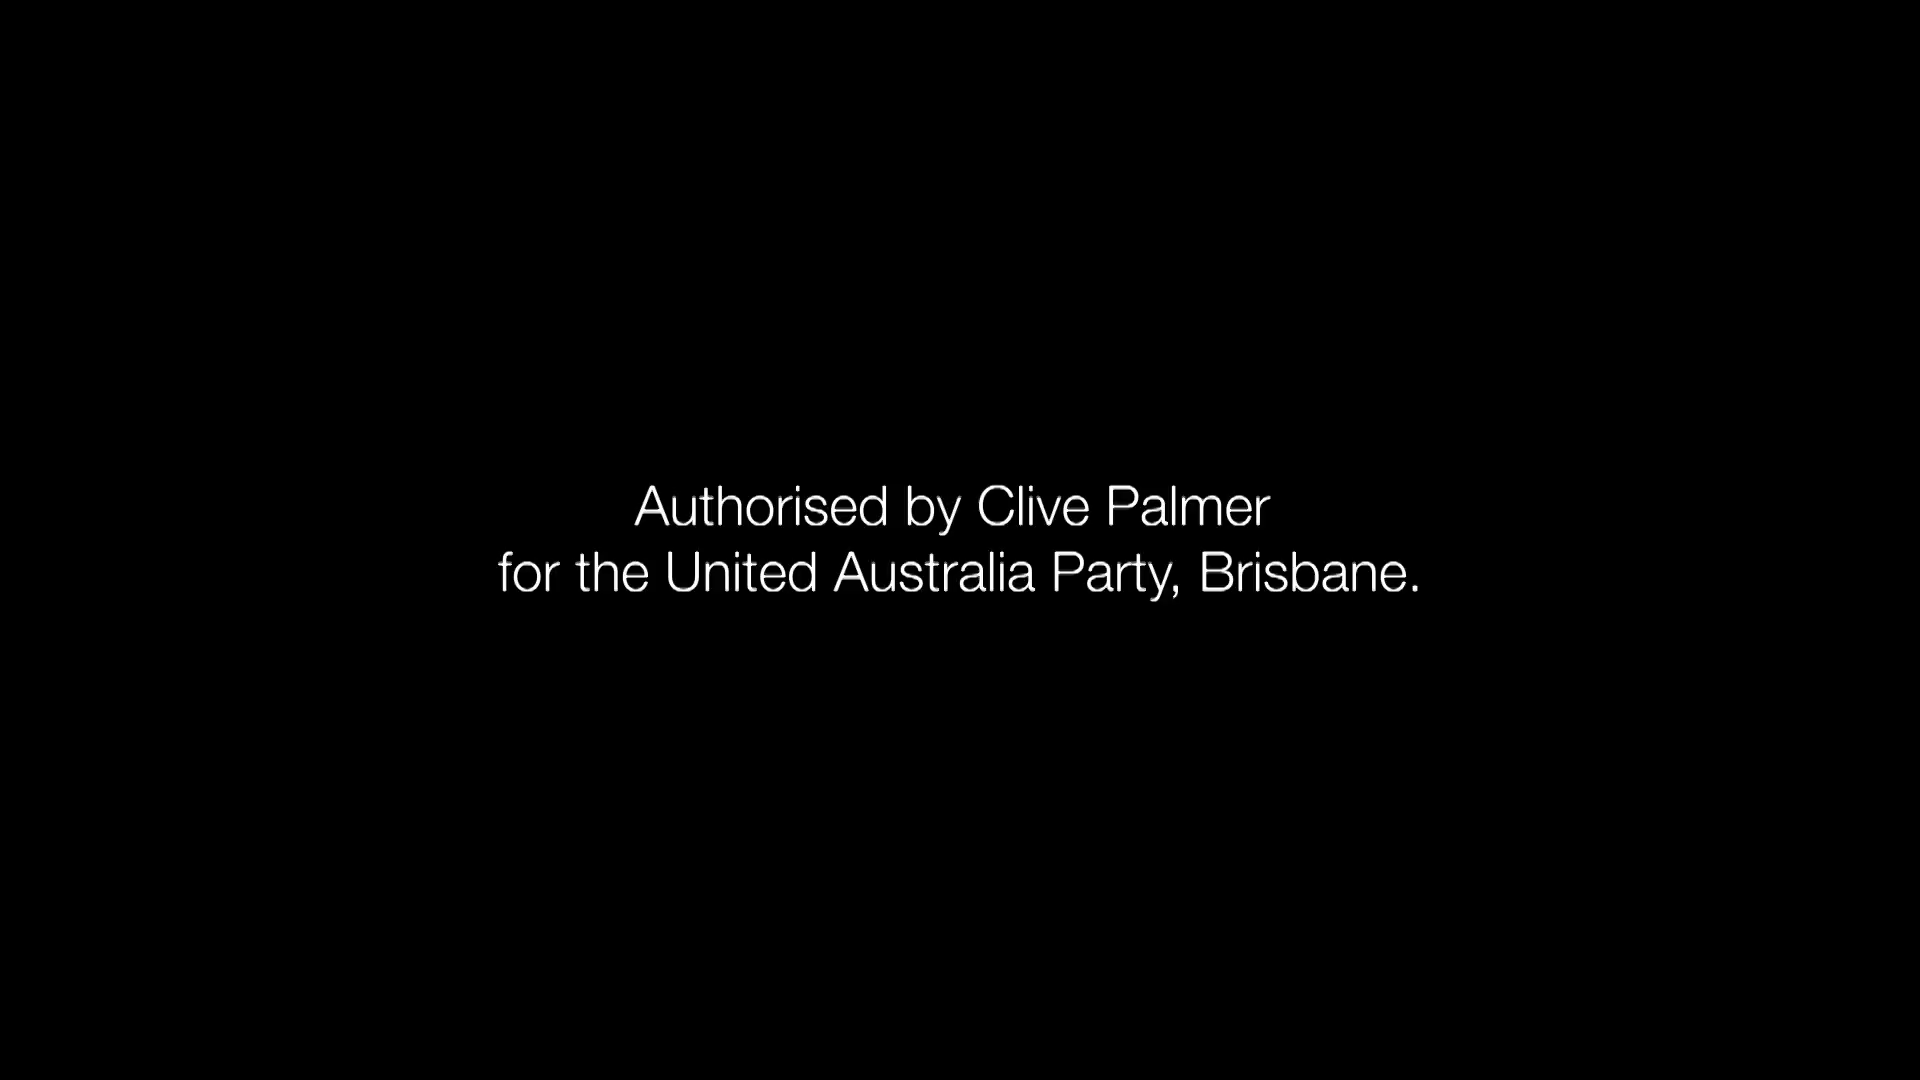 Authorised by Clive Palmer
for the United Australia Party, Brisbane.